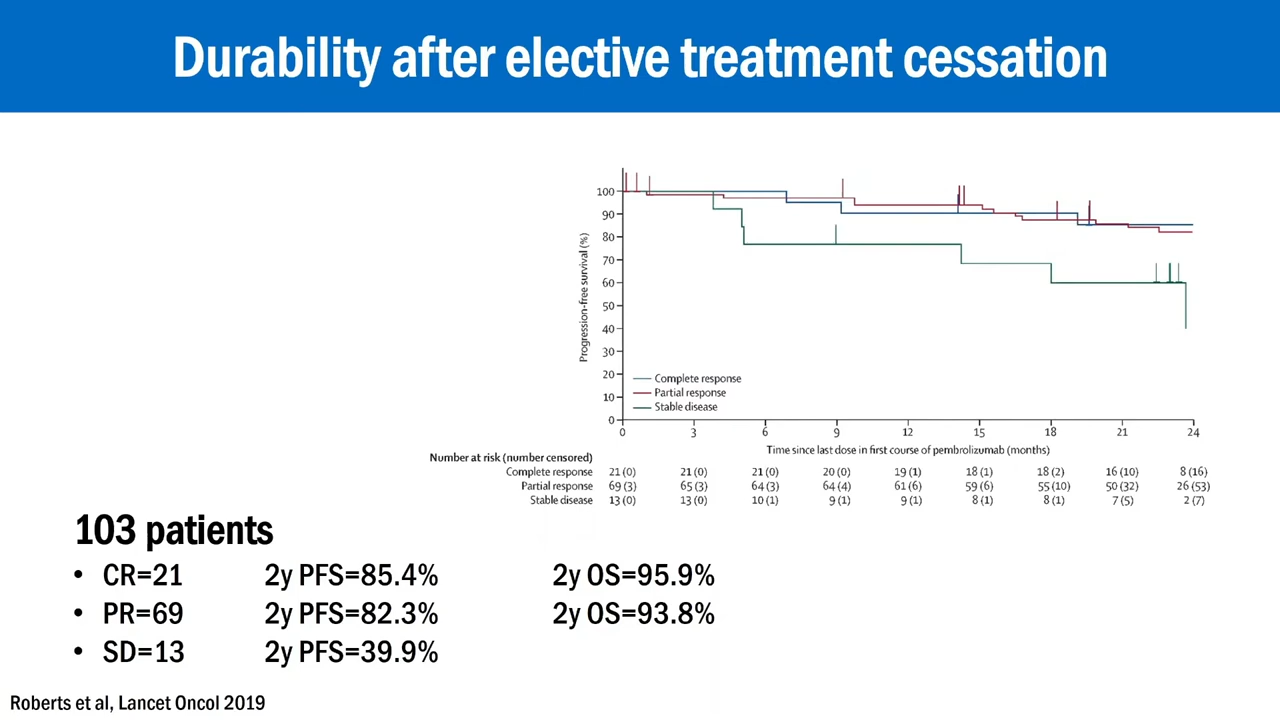 Durability after elective treatment cessation
Progression-free survival (%)
100
90
80
70
60
50
40
30
20
10
0
Complete response
Partial response
Stable disease
0 3 6 9 12 15 18 21 24
Time since last dose in first course of pembrolizumab (months)
Number at risk (number censored)
Complete response 21 (0) 21 (0) 21 (0) 20 (0) 19 (1) 18 (1) 18 (2) 16 (10) 8 (16)
Partial response 69 (3) 65 (3) 64 (3) 64 (4) 61 (6) 59 (6) 55 (10) 50 (32) 26 (53)
Stable disease 13 (0) 13 (0) 10 (1) 9 (1) 9 (1) 8 (1) 8 (1) 7 (5) 2 (7)
103 patients
• CR=21 2y PFS=85.4% 2y OS=95.9%
• PR=69 2y PFS=82.3% 2y OS=93.8%
• SD=13 2y PFS=39.9%
Roberts et al, Lancet Oncol 2019